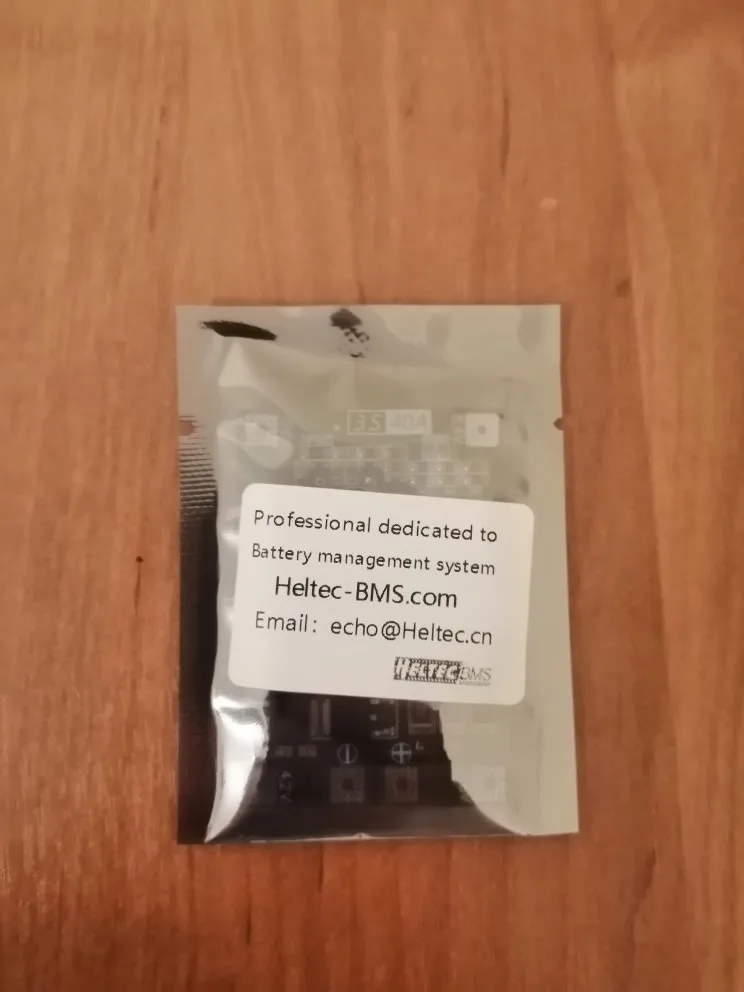 3S 40A
Professional dedicated to
Battery management system
Heltec-BMS.com
Email: echo@Heltec.cn
HELTEC BMS